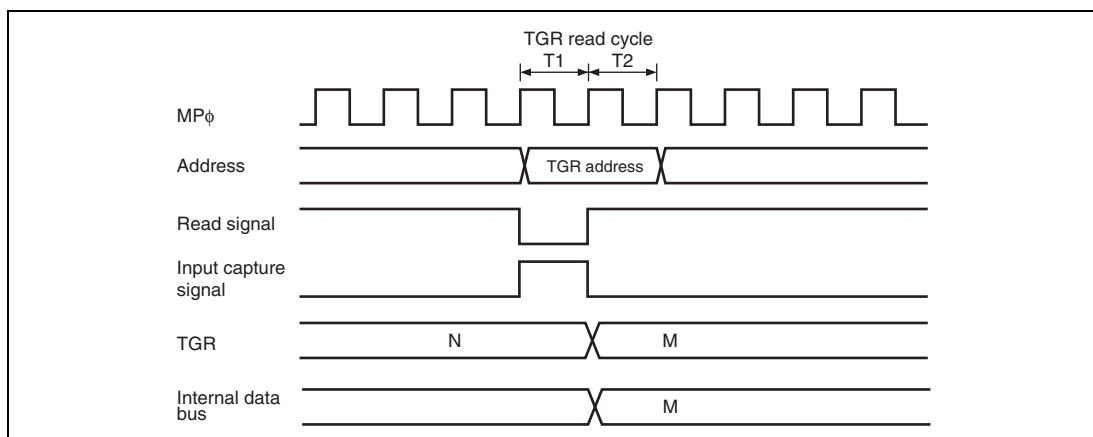 TGR read cycle
T1 T2
MPϕ
Address
TGR address
Read signal
Input capture
signal
TGR
N
M
Internal data
bus
M